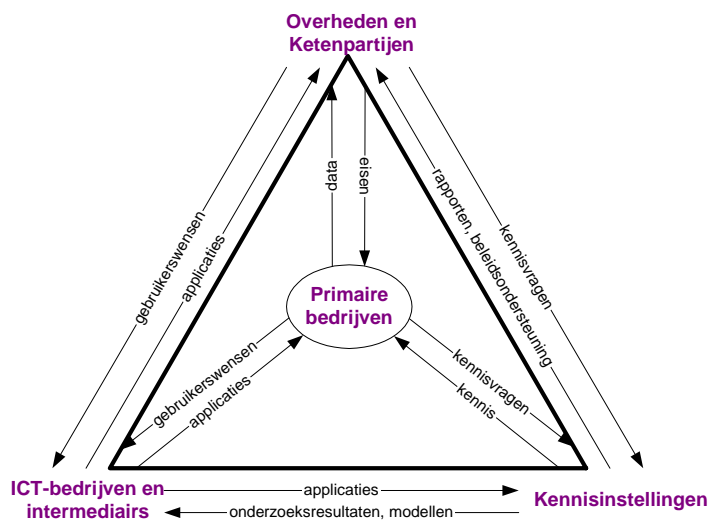 Overheden en
Ketenpartijen
data
eisen
gebruikerswensen
applicaties
kennisvragen
rapporten, beleidsondersteuning
Primaire
bedrijven
gebruikerswensen
applicaties
kennisvragen
kennis
ICT-bedrijven en
intermediairs
applicaties
onderzoeksresultaten, modellen
Kennisinstellingen